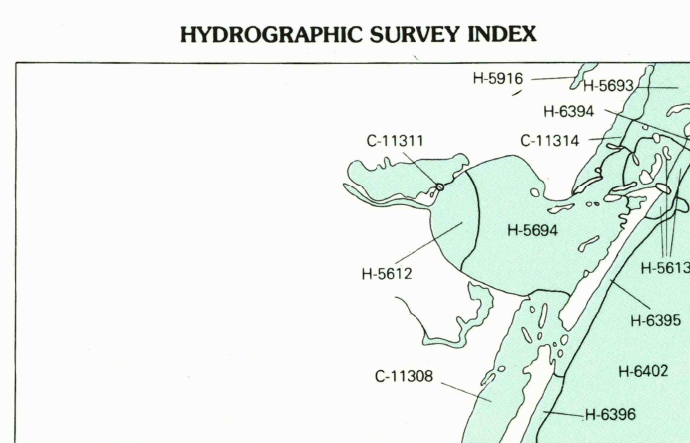 HYDROGRAPHIC SURVEY INDEX
H-5916
H-5693
H-6394
C-11311
C-11314
H-5694
H-5612
H-5613
H-6395
H-6402
C-11308
H-6396